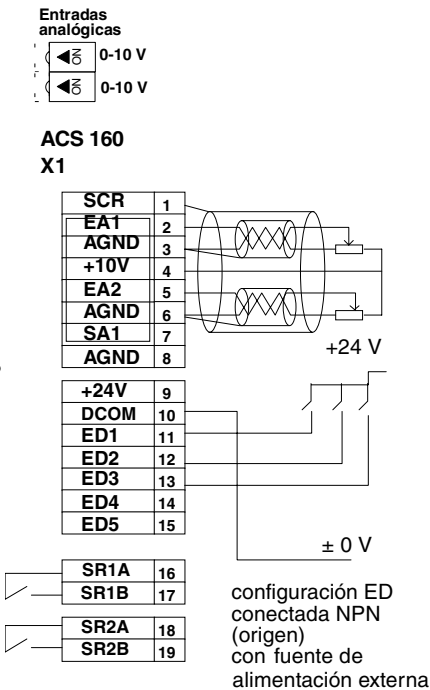 Entradas
analógicas
ON 0-10 V
ON 0-10 V
ACS 160
X1
SCR 1
EA1 2
AGND 3
+10V 4
EA2 5
AGND 6
SA1 7
AGND 8
+24 V
+24V 9
DCOM 10
ED1 11
ED2 12
ED3 13
ED4 14
ED5 15
± 0 V
SR1A 16
SR1B 17
SR2A 18
SR2B 19
configuración ED
conectada NPN
(origen)
con fuente de
alimentación externa